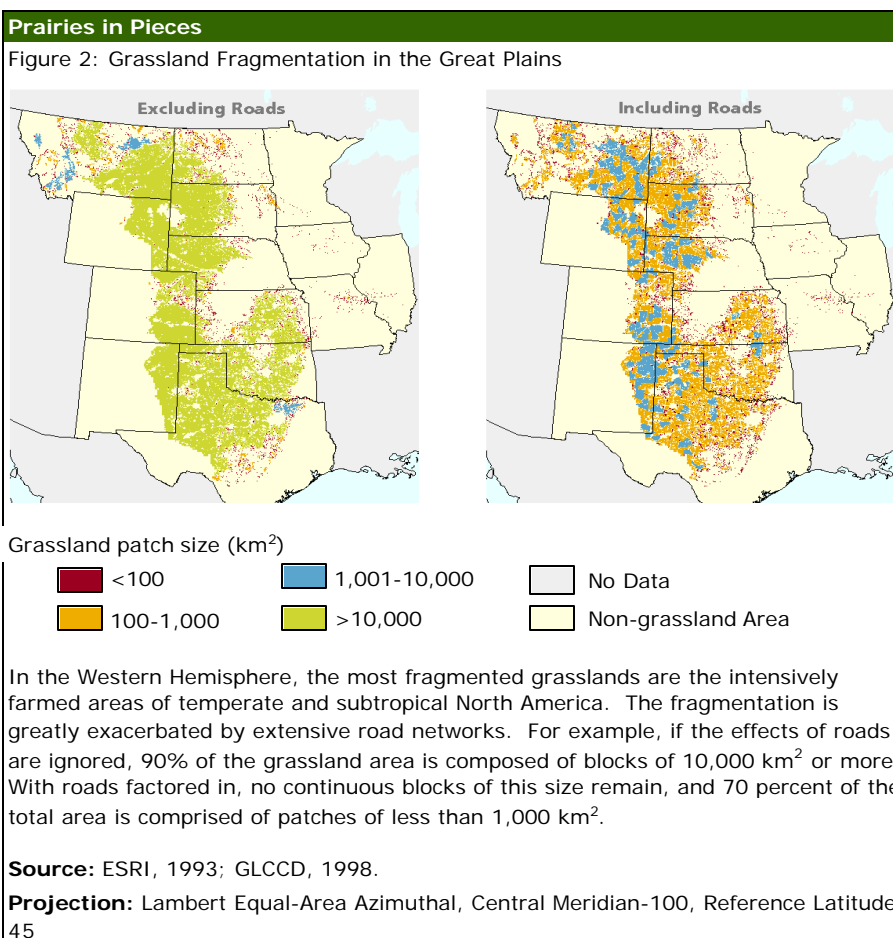 Prairies in Pieces
Figure 2: Grassland Fragmentation in the Great Plains
Excluding Roads
Including Roads
Grassland patch size (km²)
<100
1,001-10,000
No Data
100-1,000
>10,000
Non-grassland Area
In the Western Hemisphere, the most fragmented grasslands are the intensively
farmed areas of temperate and subtropical North America. The fragmentation is
greatly exacerbated by extensive road networks. For example, if the effects of roads
are ignored, 90% of the grassland area is composed of blocks of 10,000 km² or more
With roads factored in, no continuous blocks of this size remain, and 70 percent of the
total area is comprised of patches of less than 1,000 km².
Source: ESRI, 1993; GLCCD, 1998.
Projection: Lambert Equal-Area Azimuthal, Central Meridian-100, Reference Latitude
45